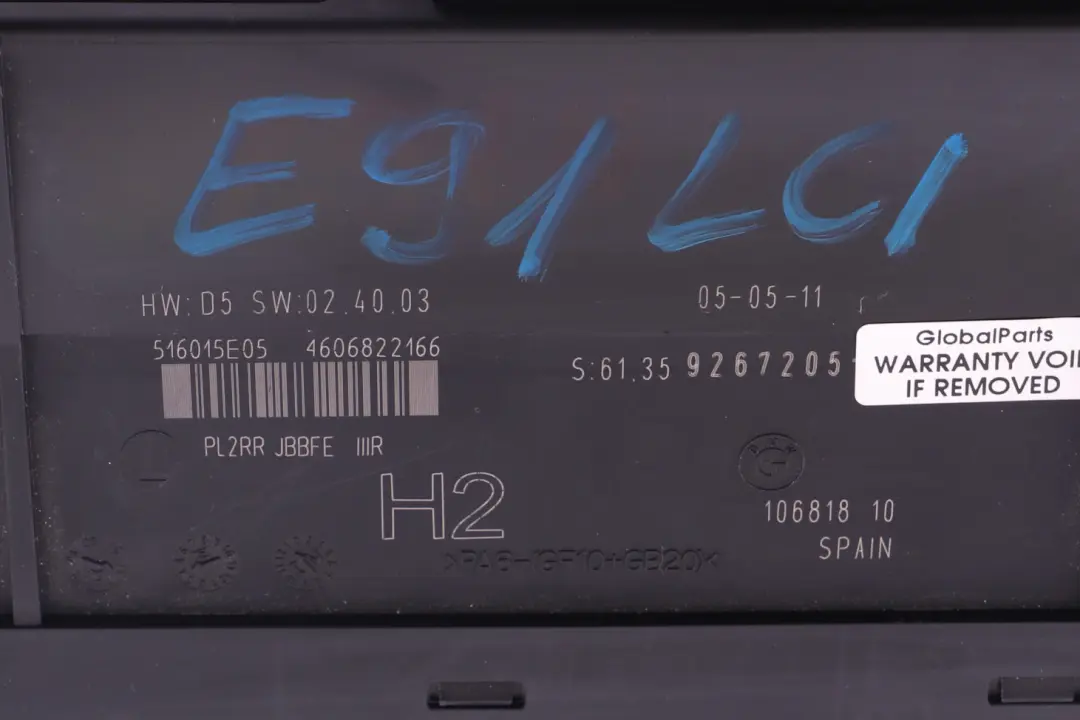 E91 LCI
HW: D5 SW:02.40.03
05-05-11
516015E05 4606822166
S:61.35 9267205
GlobalParts
WARRANTY VOI
IF REMOVED
PL2RR JBBFE IIIR
H2
106818 10
SPAIN